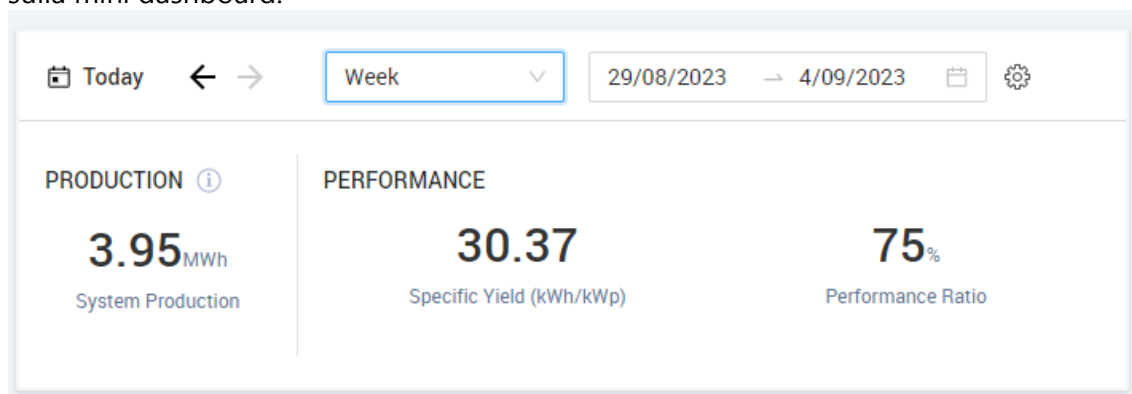 sulla mini dashboard.
Today Week 29/08/2023 → 4/09/2023
PRODUCTION PERFORMANCE
3.95MWh 30.37 75%
System Production Specific Yield (kWh/kWp) Performance Ratio